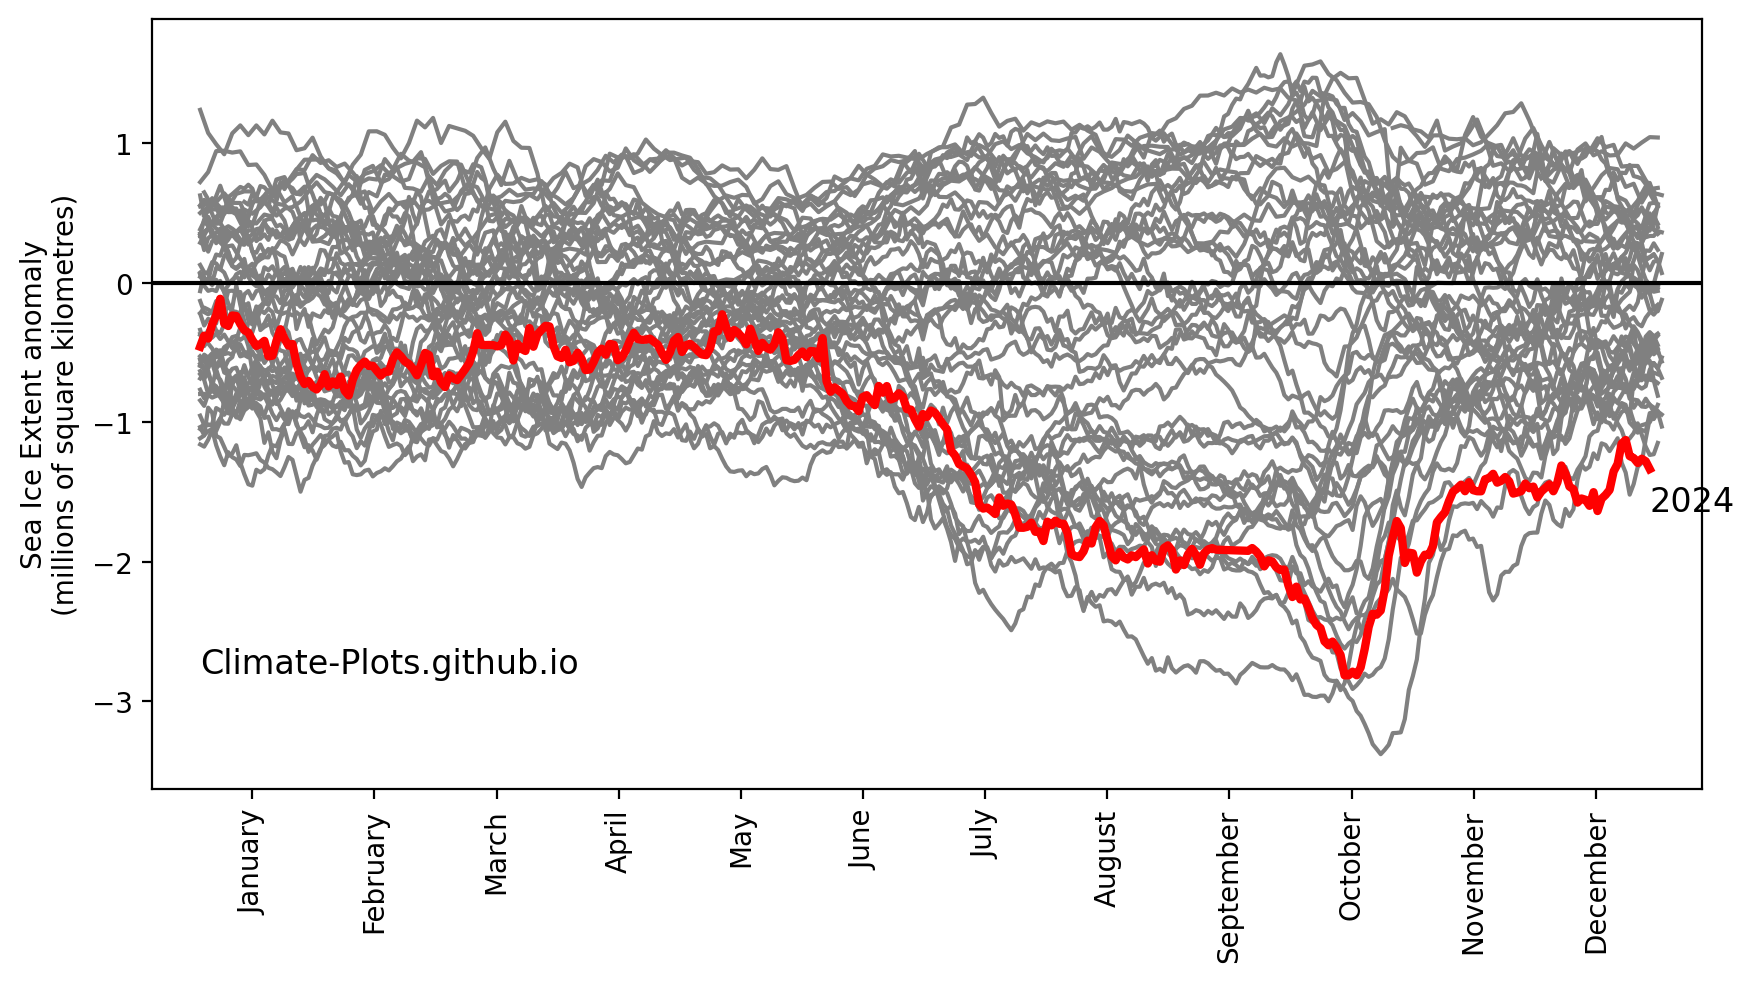 Sea Ice Extent anomaly
(millions of square kilometres)
1
0
−1
−2
−3
2024
Climate-Plots.github.io
January
February
March
April
May
June
July
August
September
October
November
December